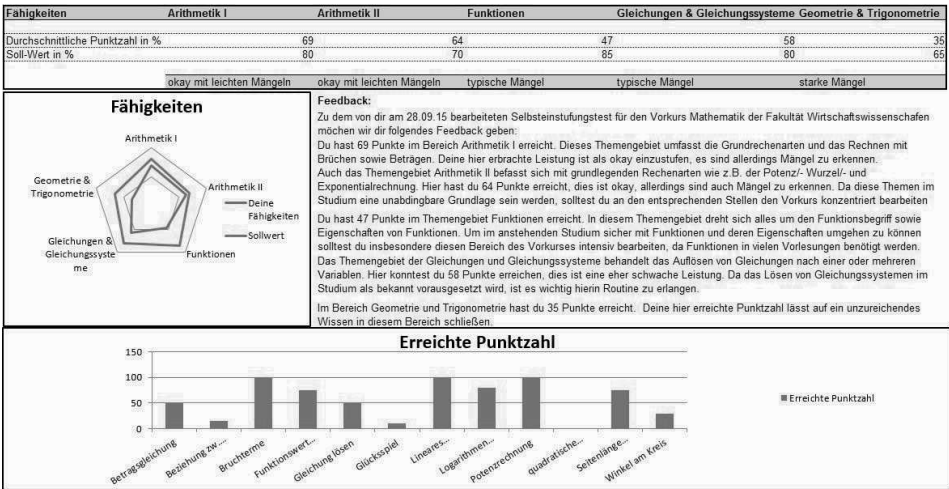 Fähigkeiten Arithmetik I Arithmetik II Funktionen Gleichungen & Gleichungssysteme Geometrie & Trigonometrie
Durchschnittliche Punktzahl in % 69 64 47 58 35
Soll-Wert in % 80 70 85 80 65
okay mit leichten Mängeln okay mit leichten Mängeln typische Mängel typische Mängel starke Mängel
Fähigkeiten
Arithmetik I
Arithmetik II
Funktionen
Gleichungen &
Gleichungssyste
me
Geometrie &
Trigonometrie
Deine
Fähigkeiten
Sollwert
Feedback:
Zu dem von dir am 28.09.15 bearbeiteten Selbsteinstufungstest für den Vorkurs Mathematik der Fakultät Wirtschaftswissenschafen
möchen wir dir folgendes Feedback geben:
Du hast 69 Punkte im Bereich Arithmetik I erreicht. Dieses Themengebiet umfasst die Grundrechenarten und das Rechnen mit
Brüchen sowie Beträgen. Deine hier erbrachte Leistung ist als okay einzustufen, es sind allerdings Mängel zu erkennen.
Auch das Themengebiet Arithmetik II befasst sich mit grundlegenden Rechenarten wie z.B. der Potenz/- Wurzel/- und
Exponentialrechnung. Hier hast du 64 Punkte erreicht, dies ist okay, allerdings sind auch Mängel zu erkennen. Da diese Themen im
Studium eine unabdingbare Grundlage sein werden, solltest du an den entsprechenden Stellen den Vorkurs konzentriert bearbeiten
Du hast 47 Punkte im Themengebiet Funktionen erreicht. In diesem Themengebiet dreht sich alles um den Funktionsbegriff sowie
Eigenschaften von Funktionen. Um im anstehenden Studium sicher mit Funktionen und deren Eigenschaften umgehen zu können
solltest du insbesondere diesen Bereich des Vorkurses intensiv bearbeiten, da Funktionen in vielen Vorlesungen benötigt werden.
Das Themengebiet der Gleichungen und Gleichungssysteme behandelt das Auflösen von Gleichungen nach einer oder mehreren
Variablen. Hier konntest du 58 Punkte erreichen, dies ist eine eher schwache Leistung. Da das Lösen von Gleichungssystemen im
Studium als bekannt vorausgesetzt wird, ist es wichtig hierin Routine zu erlangen.
Im Bereich Geometrie und Trigonometrie hast du 35 Punkte erreicht. Deine hier erreichte Punktzahl lässt auf ein unzureichendes
Wissen in diesem Bereich schließen.
Erreichte Punktzahl
150
100
50
0
Betragsgleichung
Beziehung zw....
Bruchterme
Funktionswert...
Gleichung lösen
Glücksspiel
Lineares...
Logarithmen...
Potenzrechnung
quadratische...
Seitenlänge...
Winkel am Kreis
Erreichte Punktzahl